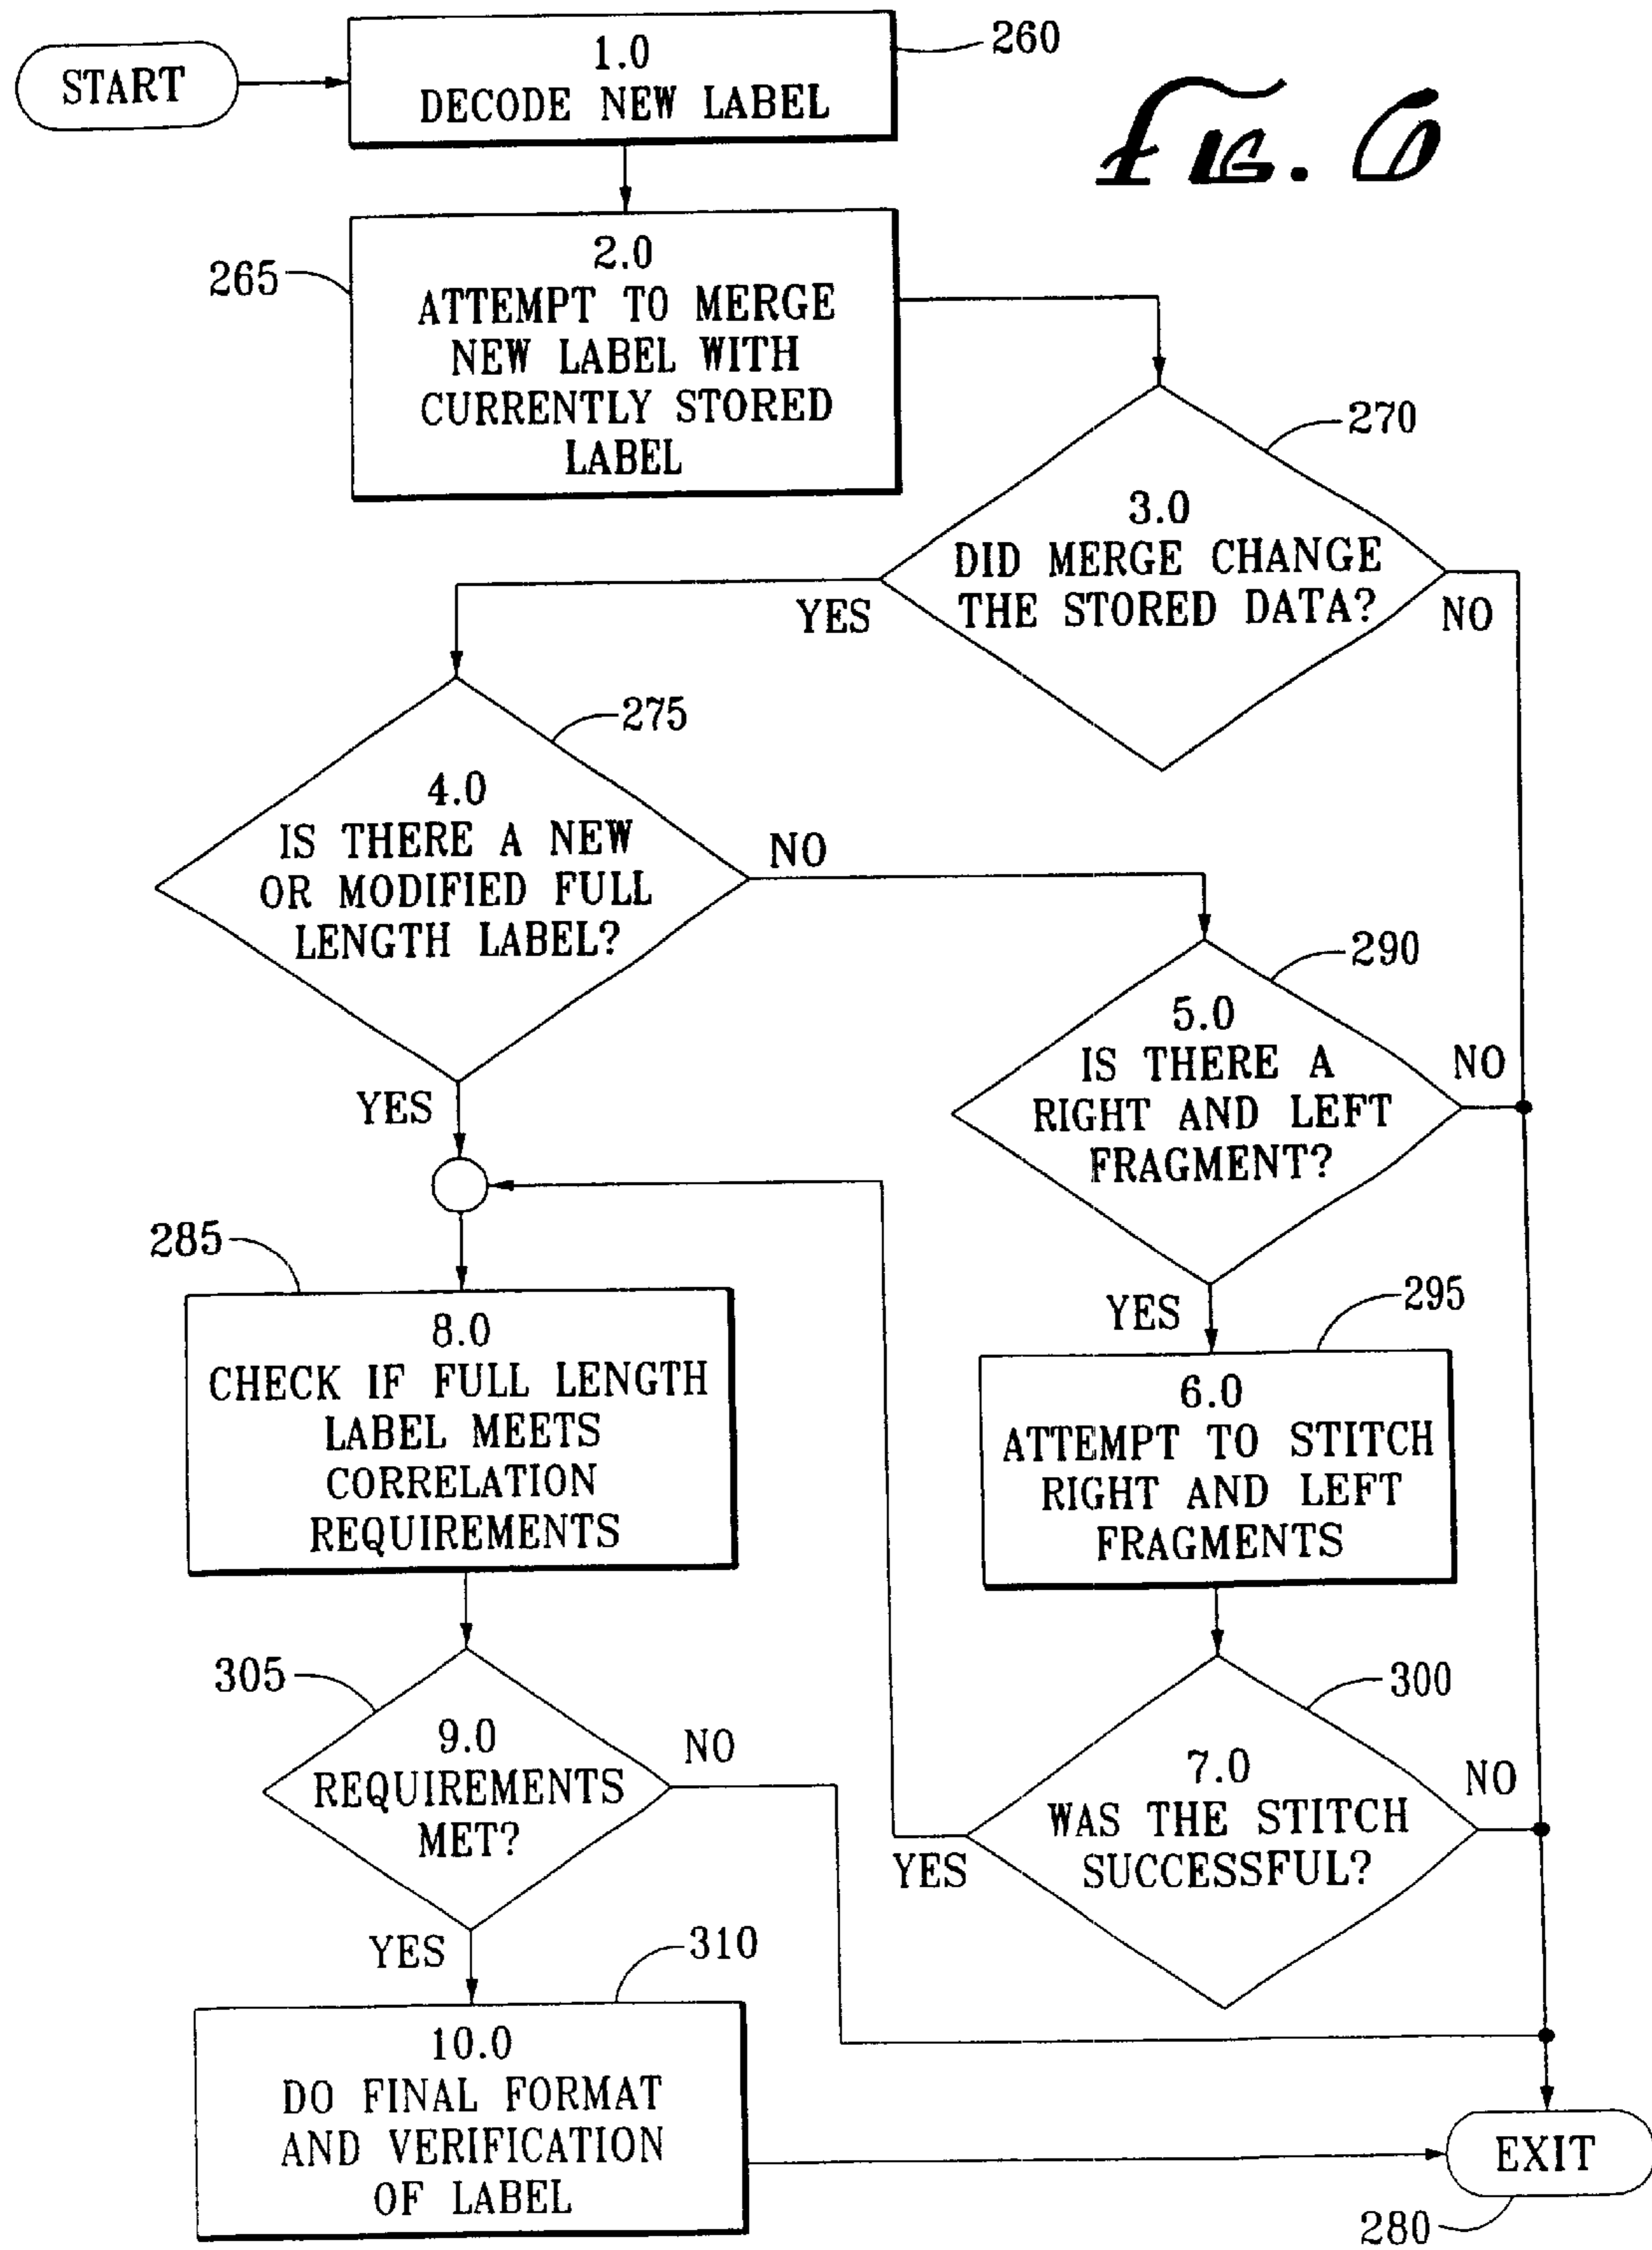 START
1.0
DECODE NEW LABEL
260
FIG. 6
2.0
ATTEMPT TO MERGE
NEW LABEL WITH
CURRENTLY STORED
LABEL
265
270
3.0
DID MERGE CHANGE
THE STORED DATA?
YES
NO
275
4.0
IS THERE A NEW
OR MODIFIED FULL
LENGTH LABEL?
NO
YES
290
5.0
IS THERE A
RIGHT AND LEFT
FRAGMENT?
NO
YES
285
8.0
CHECK IF FULL LENGTH
LABEL MEETS
CORRELATION
REQUIREMENTS
295
6.0
ATTEMPT TO STITCH
RIGHT AND LEFT
FRAGMENTS
305
9.0
REQUIREMENTS
MET?
NO
YES
300
7.0
WAS THE STITCH
SUCCESSFUL?
NO
YES
310
10.0
DO FINAL FORMAT
AND VERIFICATION
OF LABEL
EXIT
280